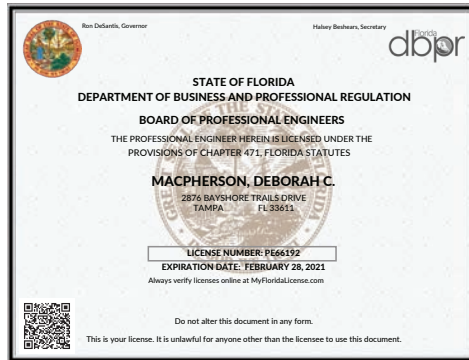 Ron DeSantis, Governor
Halsey Beshears, Secretary
Florida
dbpr
STATE OF FLORIDA
DEPARTMENT OF BUSINESS AND PROFESSIONAL REGULATION
BOARD OF PROFESSIONAL ENGINEERS
THE PROFESSIONAL ENGINEER HEREIN IS LICENSED UNDER THE
PROVISIONS OF CHAPTER 471, FLORIDA STATUTES
MACPHERSON, DEBORAH C.
2876 BAYSHORE TRAILS DRIVE
TAMPA FL 33611
LICENSE NUMBER: PE66192
EXPIRATION DATE: FEBRUARY 28, 2021
Always verify licenses online at MyFloridaLicense.com
Do not alter this document in any form.
This is your license. It is unlawful for anyone other than the licensee to use this document.